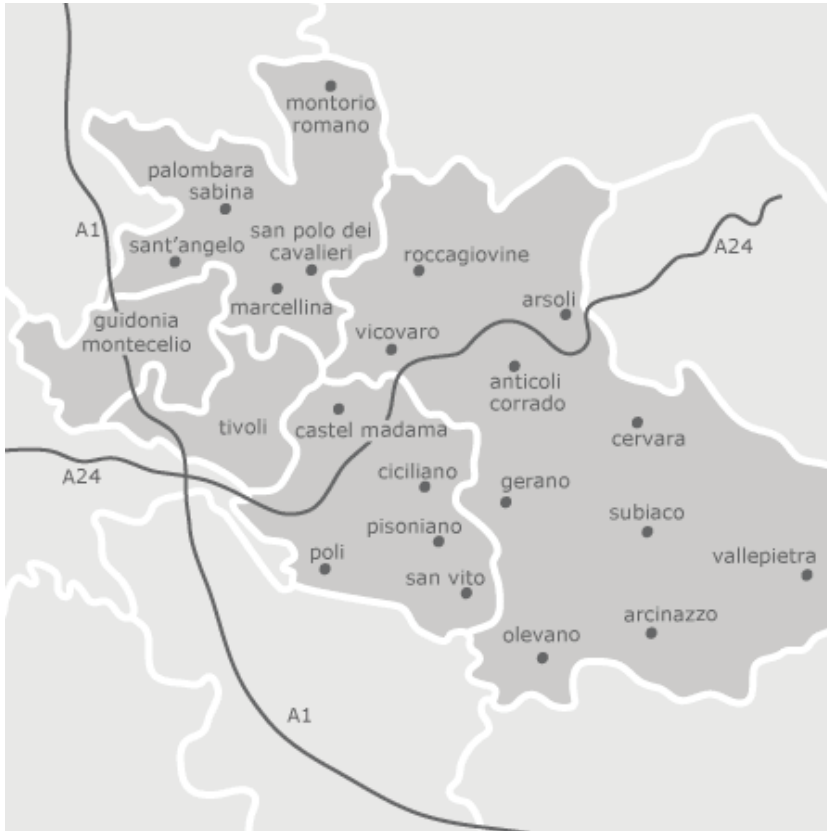 montorio
romano
palombara
sabina
A1
sant'angelo
san polo dei
cavalieri
roccagiovine
A24
marcellina
arsoli
guidonia
montecelio
vicovaro
anticoli
corrado
tivoli
castel madama
cervara
A24
ciciliano
gerano
subiaco
pisoniano
poli
vallepietra
san vito
arcinazzo
olevano
A1